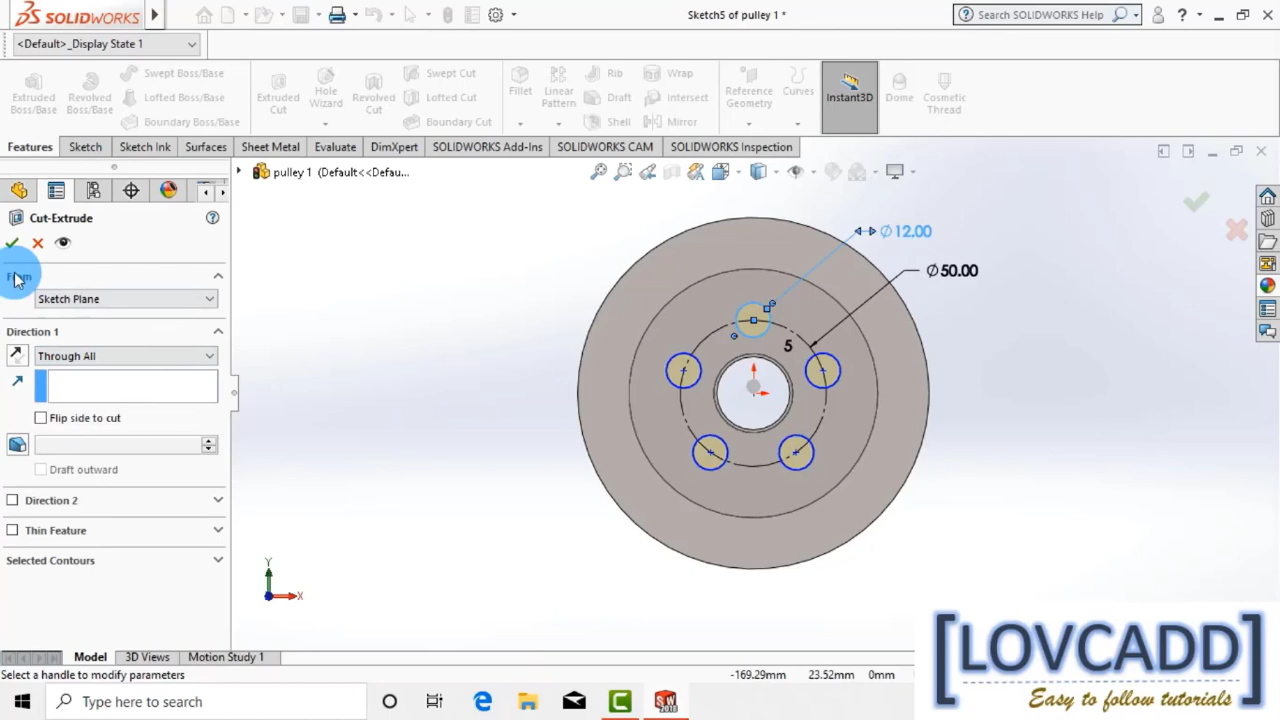 SOLIDWORKS
Sketch5 of pulley 1 *
Search SOLIDWORKS Help
<Default>_Display State 1
Extruded Boss/Base
Revolved Boss/Base
Swept Boss/Base
Lofted Boss/Base
Boundary Boss/Base
Extruded Cut
Hole Wizard
Revolved Cut
Swept Cut
Lofted Cut
Boundary Cut
Fillet
Linear Pattern
Rib
Draft
Shell
Wrap
Intersect
Mirror
Reference Geometry
Curves
Instant3D
Dome
Cosmetic Thread
Features
Sketch
Sketch Ink
Surfaces
Sheet Metal
Evaluate
DimXpert
SOLIDWORKS Add-Ins
SOLIDWORKS CAM
SOLIDWORKS Inspection
pulley 1 (Default<<Defau...
Cut-Extrude
From
Sketch Plane
Direction 1
Through All
Flip side to cut
Draft outward
Direction 2
Thin Feature
Selected Contours
∅12.00
∅50.00
5
Y
X
Model
3D Views
Motion Study 1
Select a handle to modify parameters
-169.29mm
23.52mm
0mm
[LOVCADD]
Easy to follow tutorials
Type here to search
SW
2018